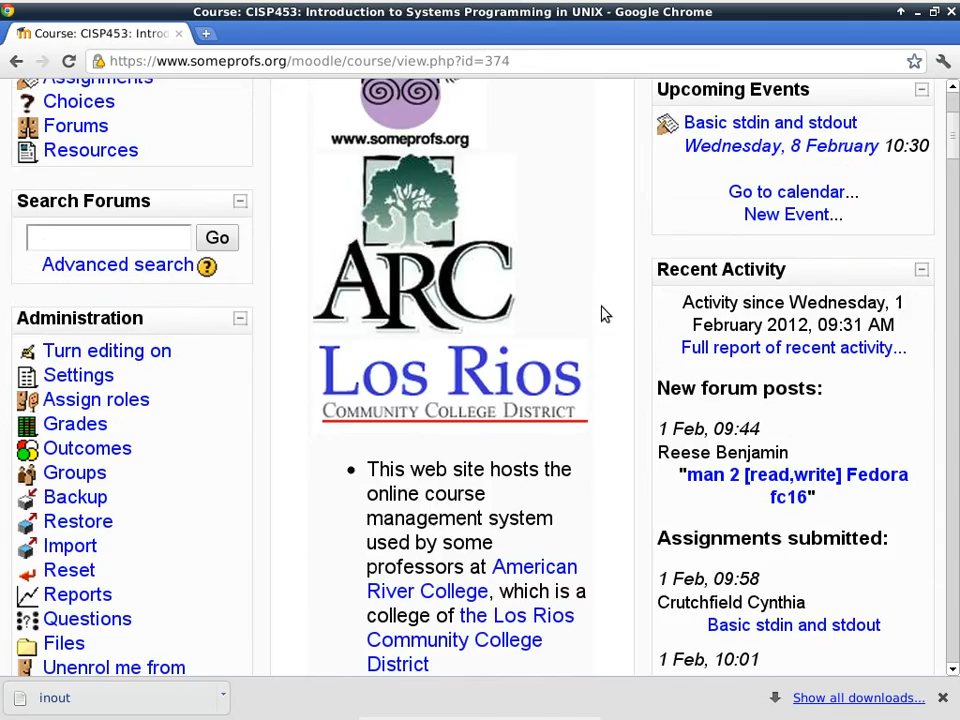 Course: CISP453: Introduction to Systems Programming in UNIX - Google Chrome
Course: CISP453: Introd
https://www.someprofs.org/moodle/course/view.php?id=374
Assignments
Choices
Forums
Resources
Search Forums
Go
Advanced search
Administration
Turn editing on
Settings
Assign roles
Grades
Outcomes
Groups
Backup
Restore
Import
Reset
Reports
Questions
Files
Unenrol me from
www.someprofs.org
ARC
Los Rios
COMMUNITY COLLEGE DISTRICT
• This web site hosts the
online course
management system
used by some
professors at American
River College, which is a
college of the Los Rios
Community College
District
Upcoming Events
Basic stdin and stdout
Wednesday, 8 February 10:30
Go to calendar...
New Event...
Recent Activity
Activity since Wednesday, 1
February 2012, 09:31 AM
Full report of recent activity...
New forum posts:
1 Feb, 09:44
Reese Benjamin
"man 2 [read,write] Fedora
fc16"
Assignments submitted:
1 Feb, 09:58
Crutchfield Cynthia
Basic stdin and stdout
1 Feb, 10:01
inout
Show all downloads...